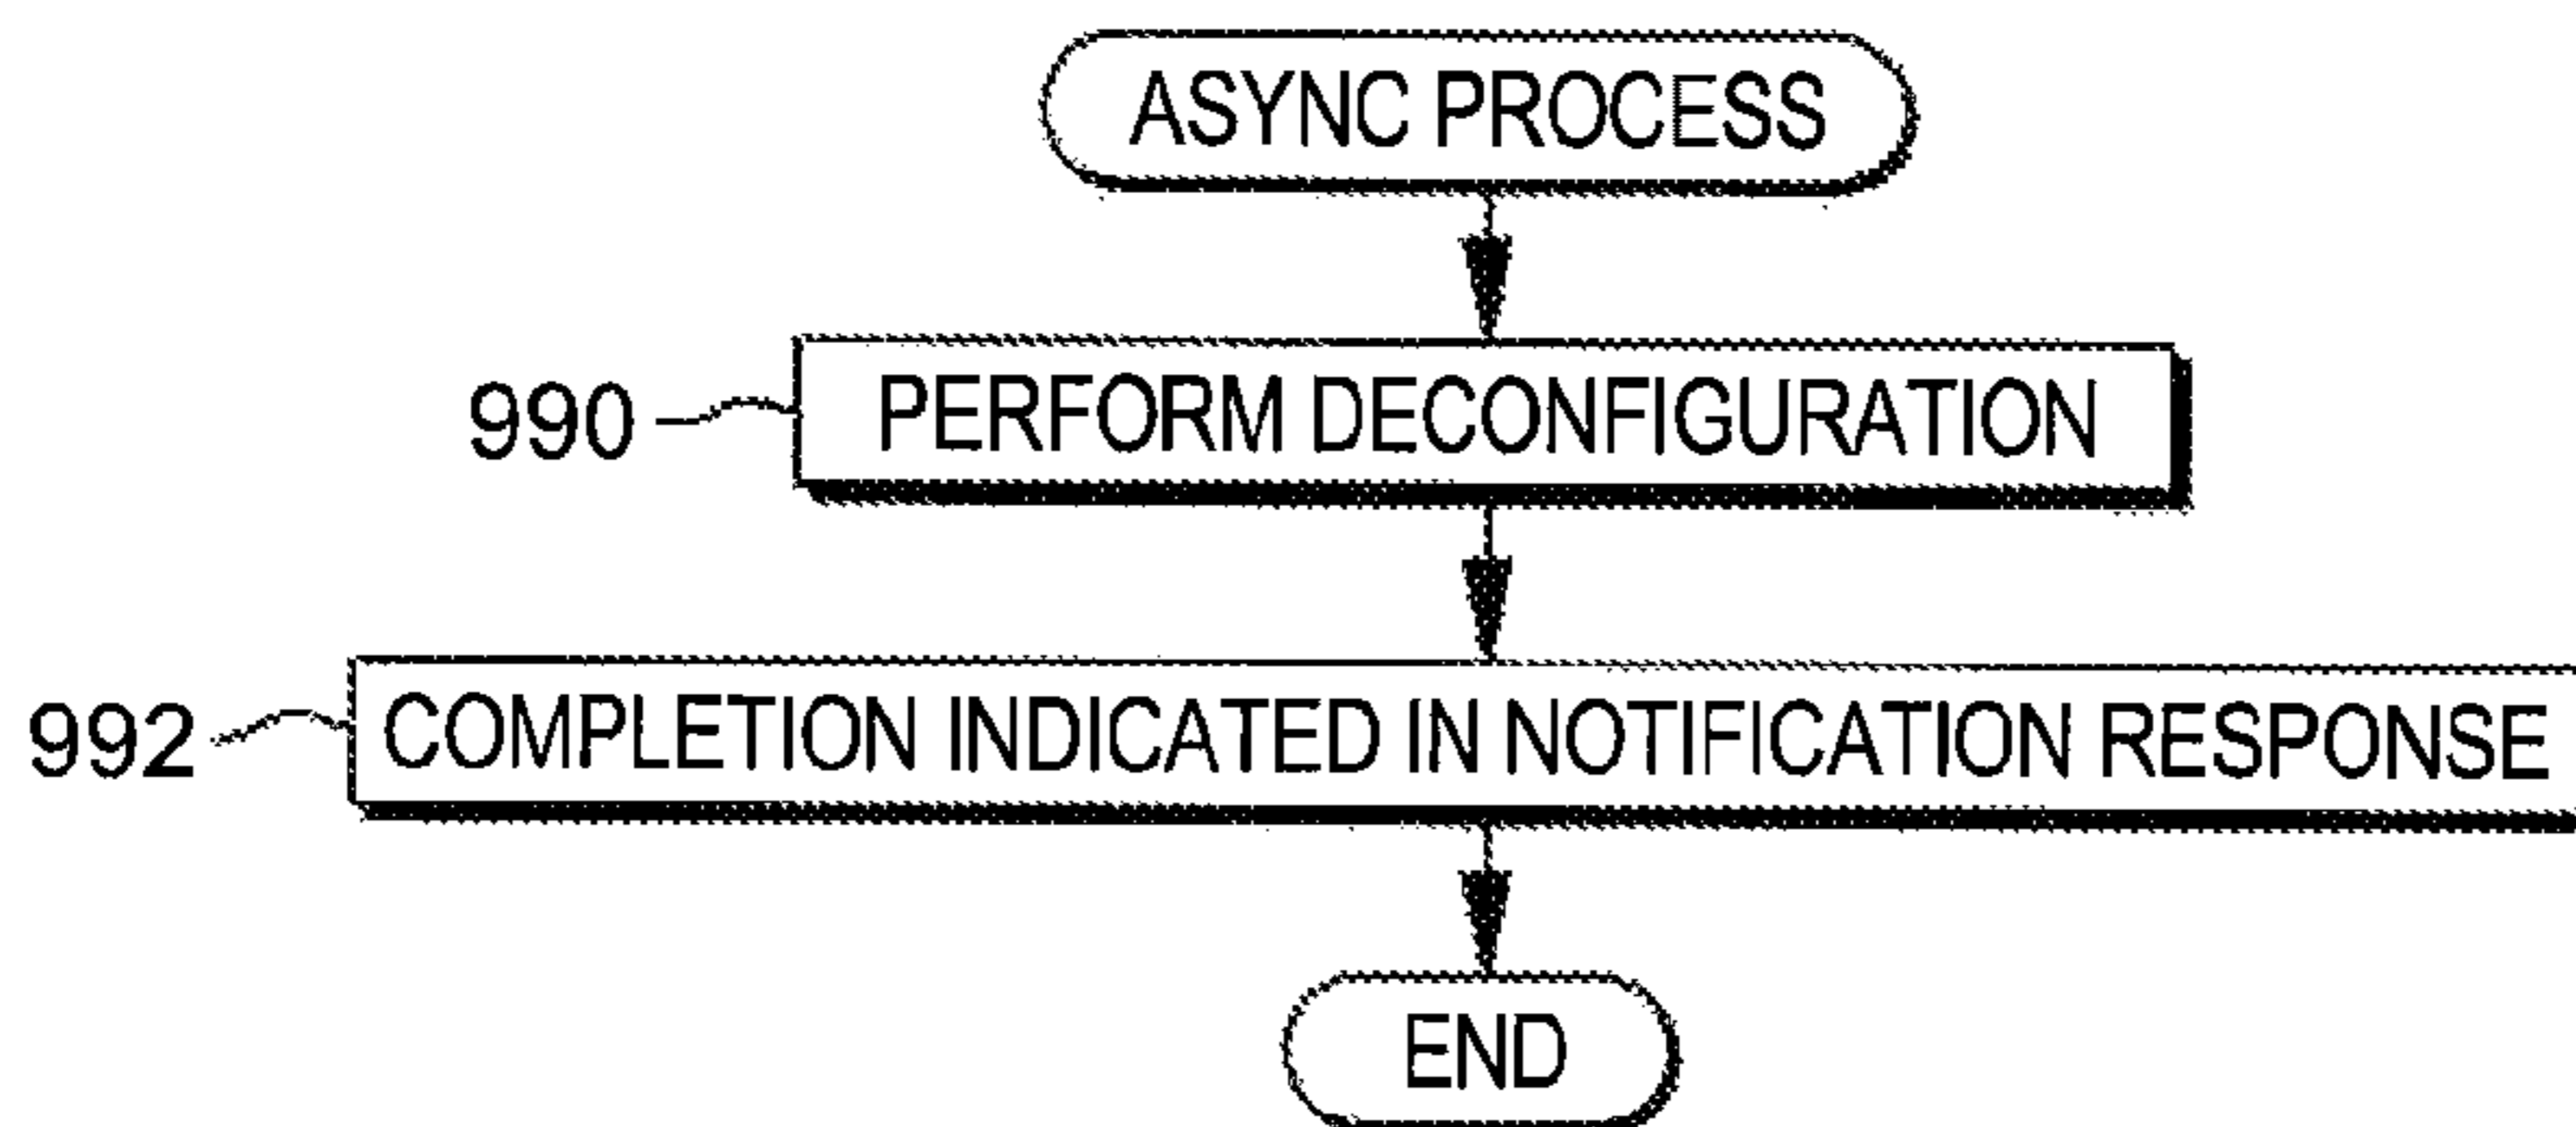 ASYNC PROCESS
990 PERFORM DECONFIGURATION
992 COMPLETION INDICATED IN NOTIFICATION RESPONSE
END